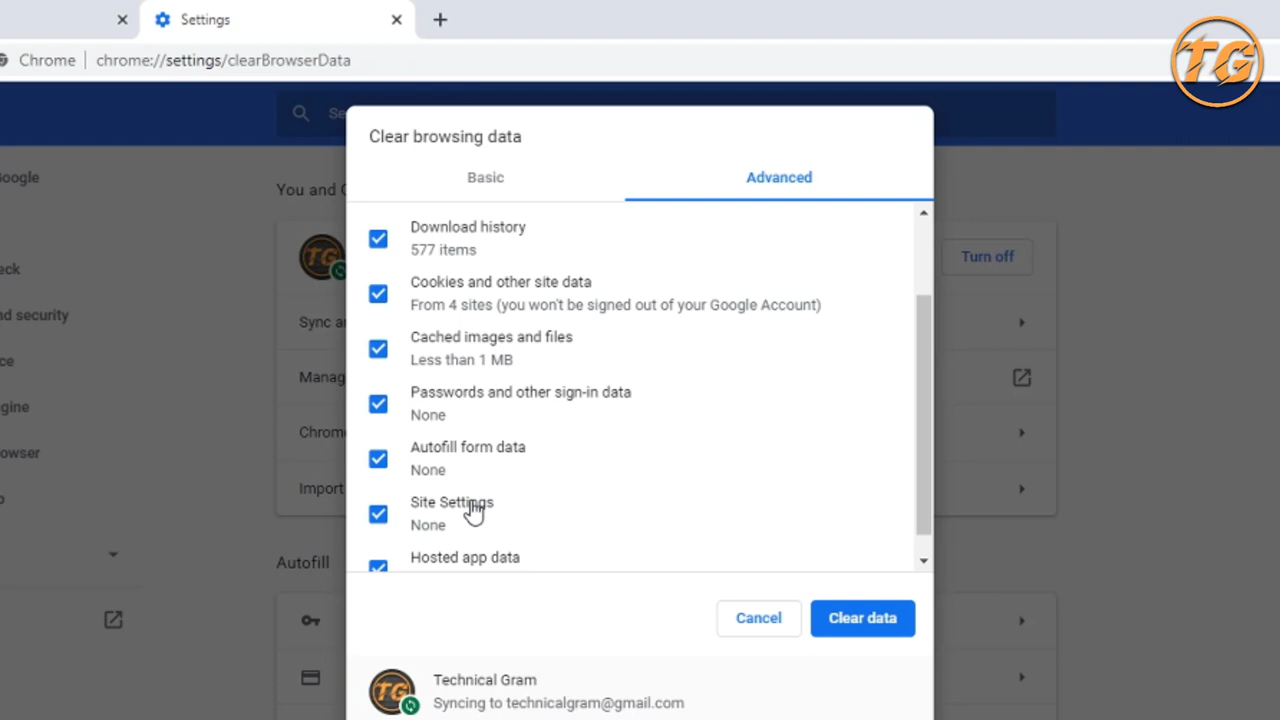 Settings
TG
Chrome
chrome://settings/clearBrowserData
Se
Clear browsing data
Basic
Advanced
oogle
You and G
TG
Turn off
eck
nd security
ce
gine
owser
p
Sync a
Manag
Chrom
Import
Autofill
Download history
577 items
Cookies and other site data
From 4 sites (you won't be signed out of your Google Account)
Cached images and files
Less than 1 MB
Passwords and other sign-in data
None
Autofill form data
None
Site Settings
None
Hosted app data
Cancel
Clear data
TG
Technical Gram
Syncing to technicalgram@gmail.com